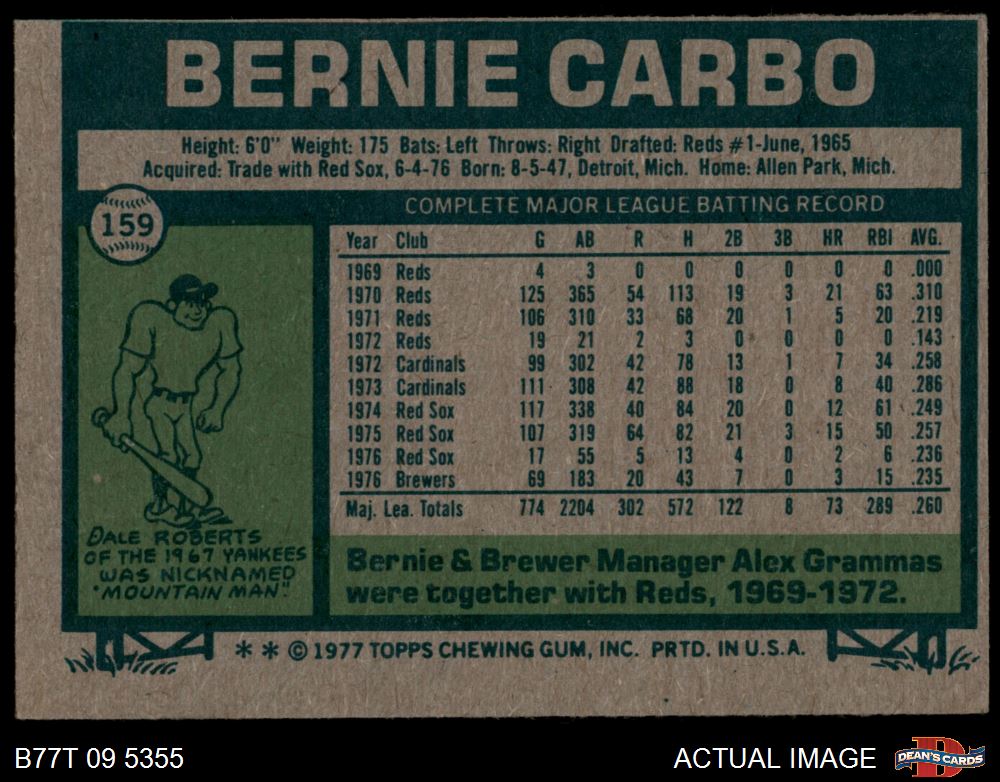 BERNIE CARBO
Height: 6'0" Weight: 175 Bats: Left Throws: Right Drafted: Reds #1-June, 1965
Acquired: Trade with Red Sox, 6-4-76 Born: 8-5-47, Detroit, Mich. Home: Allen Park, Mich.
159
COMPLETE MAJOR LEAGUE BATTING RECORD
Year Club G AB R H 2B 3B HR RBI AVG.
1969 Reds 4 3 0 0 0 0 0 0 .000
1970 Reds 125 365 54 113 19 3 21 63 .310
1971 Reds 106 310 33 68 20 1 5 20 .219
1972 Reds 19 21 2 3 0 0 0 0 .143
1972 Cardinals 99 302 42 78 13 1 7 34 .258
1973 Cardinals 111 308 42 88 18 0 8 40 .286
1974 Red Sox 117 338 40 84 20 0 12 61 .249
1975 Red Sox 107 319 64 82 21 3 15 50 .257
1976 Red Sox 17 55 5 13 4 0 2 6 .236
1976 Brewers 69 183 20 43 7 0 3 15 .235
Maj. Lea. Totals 774 2204 302 572 122 8 73 289 .260
DALE ROBERTS
OF THE 1967 YANKEES
WAS NICKNAMED
"MOUNTAIN MAN".
Bernie & Brewer Manager Alex Grammas
were together with Reds, 1969-1972.
** © 1977 TOPPS CHEWING GUM, INC. PRTD. IN U.S.A.
B77T 09 5355
ACTUAL IMAGE
D
DEAN'S CARDS